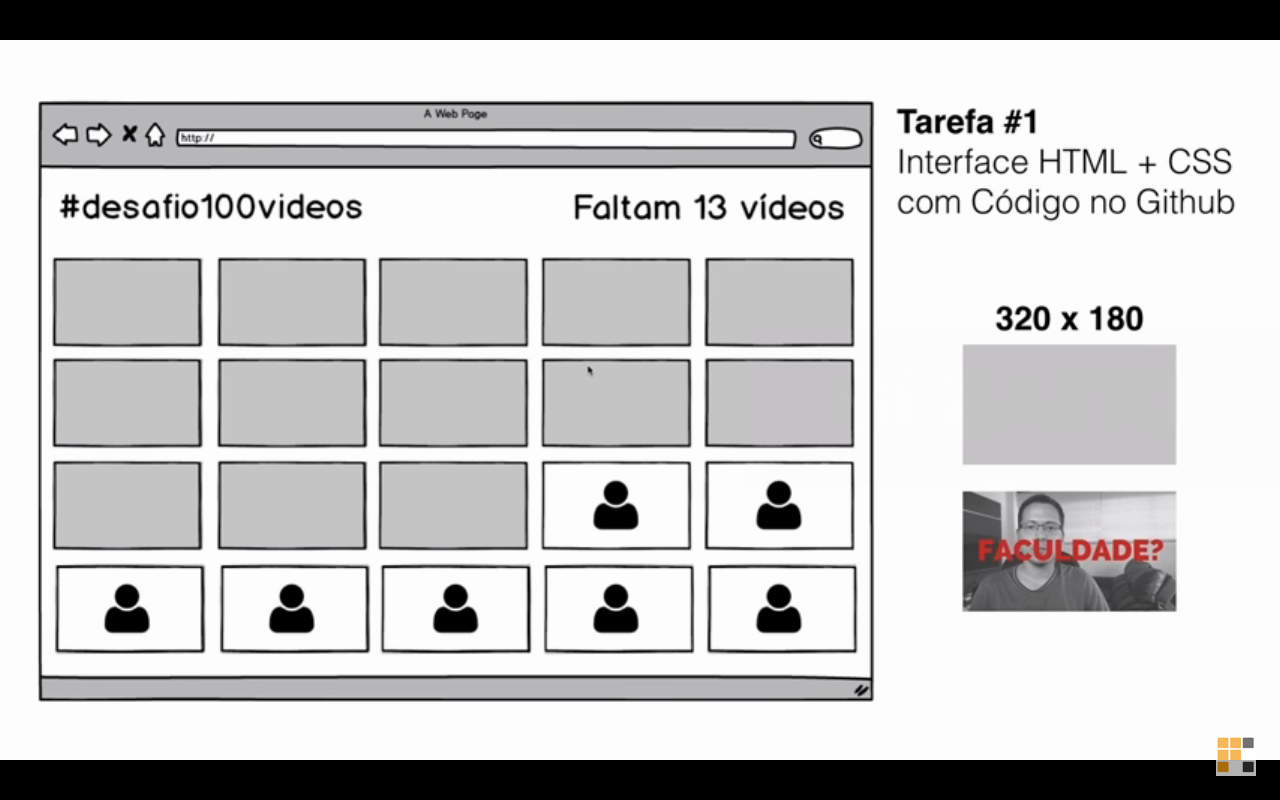 A Web Page
http://
#desafio100videos
Faltam 13 vídeos
Tarefa #1
Interface HTML + CSS
com Código no Github
320 x 180
FACULDADE?